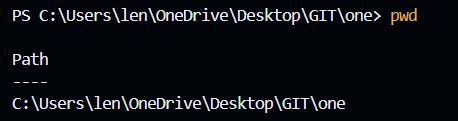 PS C:\Users\len\OneDrive\Desktop\GIT\one> pwd
Path
----
C:\Users\len\OneDrive\Desktop\GIT\one